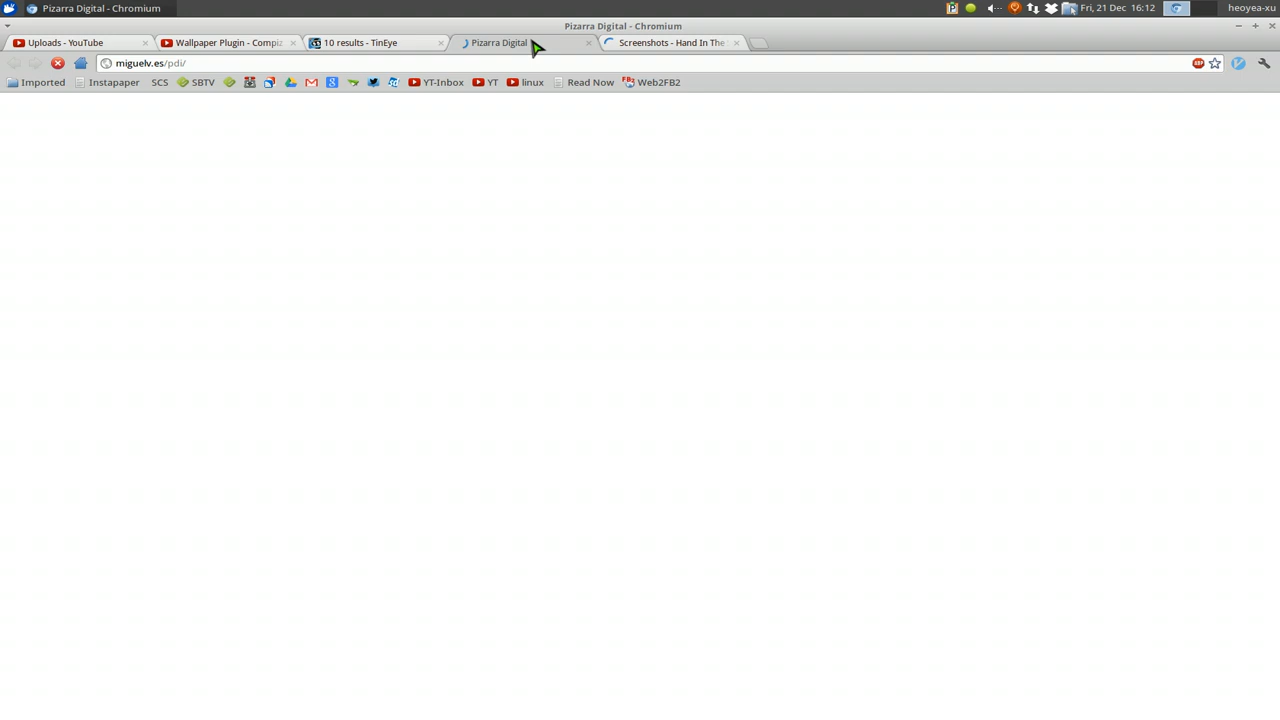 Pizarra Digital - Chromium
Fri, 21 Dec 16:12
heoyea-xu
Pizarra Digital - Chromium
Uploads - YouTube
Wallpaper Plugin - Compiz
10 results - TinEye
Pizarra Digital
Screenshots - Hand In The
miguelv.es/pdi/
ABP
Imported
Instapaper
SCS
SBTV
YT-Inbox
YT
linux
Read Now
Web2FB2